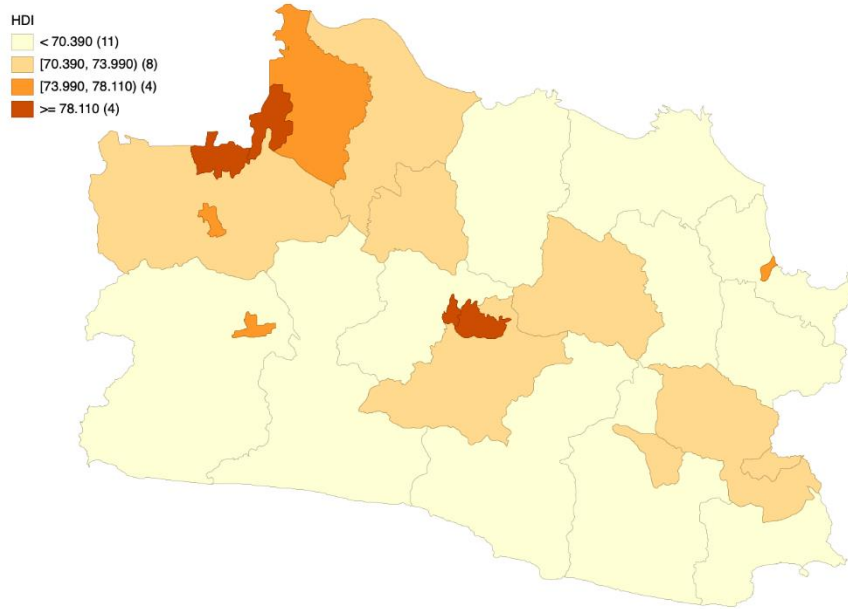 HDI
< 70.390 (11)
[70.390, 73.990) (8)
[73.990, 78.110) (4)
>= 78.110 (4)